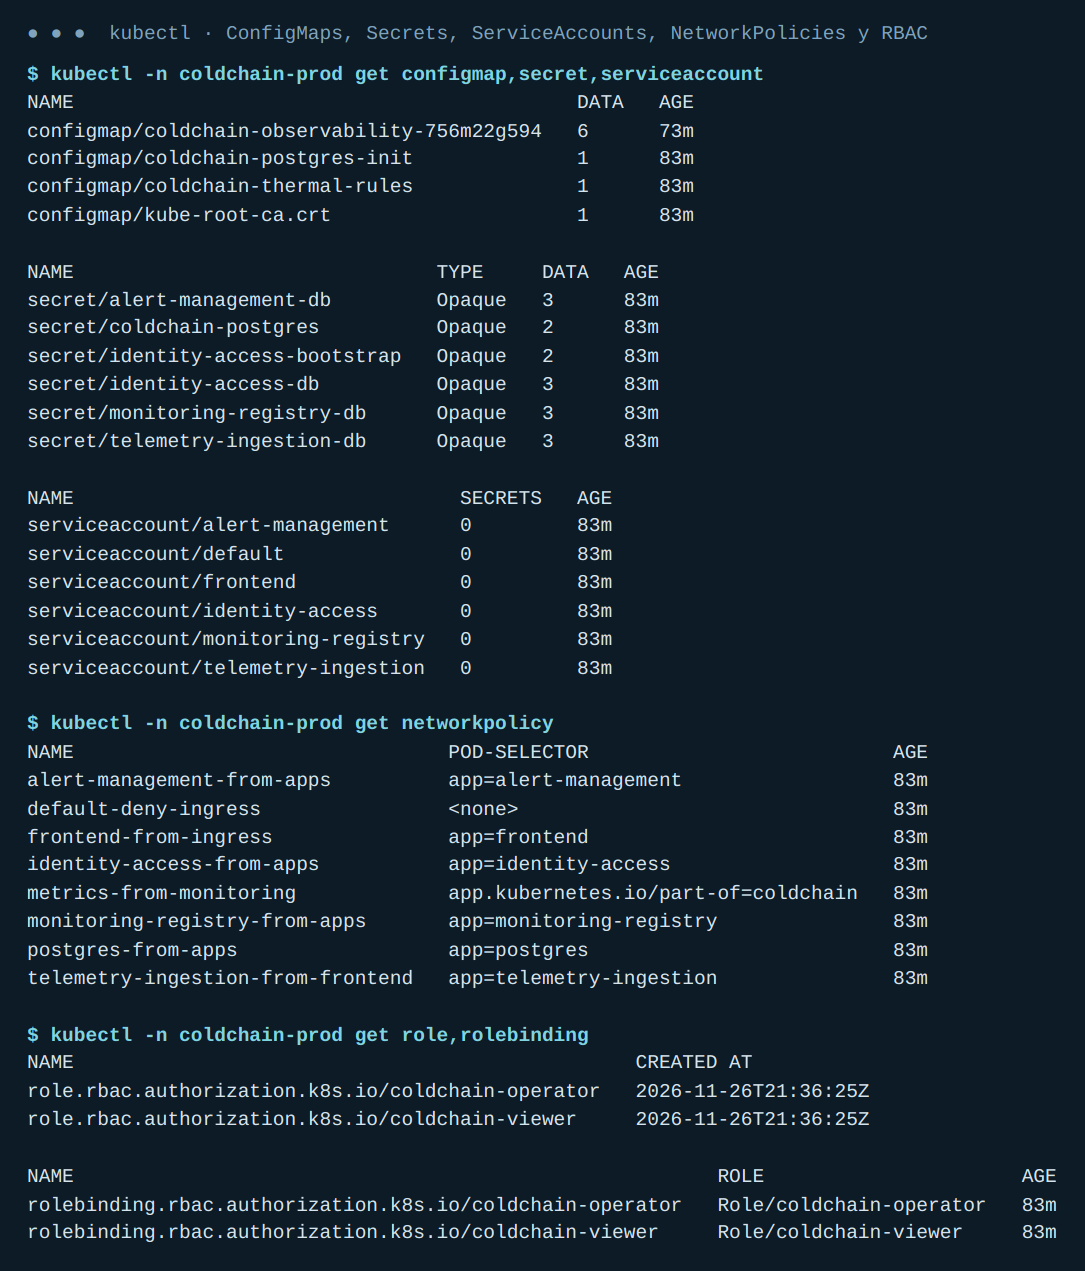 ● ● ●  kubectl · ConfigMaps, Secrets, ServiceAccounts, NetworkPolicies y RBAC
$ kubectl -n coldchain-prod get configmap,secret,serviceaccount
NAME                                           DATA   AGE
configmap/coldchain-observability-756m22g594   6      73m
configmap/coldchain-postgres-init              1      83m
configmap/coldchain-thermal-rules              1      83m
configmap/kube-root-ca.crt                     1      83m

NAME                               TYPE     DATA   AGE
secret/alert-management-db         Opaque   3      83m
secret/coldchain-postgres          Opaque   2      83m
secret/identity-access-bootstrap   Opaque   2      83m
secret/identity-access-db          Opaque   3      83m
secret/monitoring-registry-db      Opaque   3      83m
secret/telemetry-ingestion-db      Opaque   3      83m

NAME                                 SECRETS   AGE
serviceaccount/alert-management      0         83m
serviceaccount/default               0         83m
serviceaccount/frontend              0         83m
serviceaccount/identity-access       0         83m
serviceaccount/monitoring-registry   0         83m
serviceaccount/telemetry-ingestion   0         83m

$ kubectl -n coldchain-prod get networkpolicy
NAME                                POD-SELECTOR                          AGE
alert-management-from-apps          app=alert-management                  83m
default-deny-ingress                <none>                                83m
frontend-from-ingress               app=frontend                          83m
identity-access-from-apps           app=identity-access                   83m
metrics-from-monitoring             app.kubernetes.io/part-of=coldchain   83m
monitoring-registry-from-apps       app=monitoring-registry               83m
postgres-from-apps                  app=postgres                          83m
telemetry-ingestion-from-frontend   app=telemetry-ingestion               83m

$ kubectl -n coldchain-prod get role,rolebinding
NAME                                                CREATED AT
role.rbac.authorization.k8s.io/coldchain-operator   2026-11-26T21:36:25Z
role.rbac.authorization.k8s.io/coldchain-viewer     2026-11-26T21:36:25Z

NAME                                                       ROLE                      AGE
rolebinding.rbac.authorization.k8s.io/coldchain-operator   Role/coldchain-operator   83m
rolebinding.rbac.authorization.k8s.io/coldchain-viewer     Role/coldchain-viewer     83m